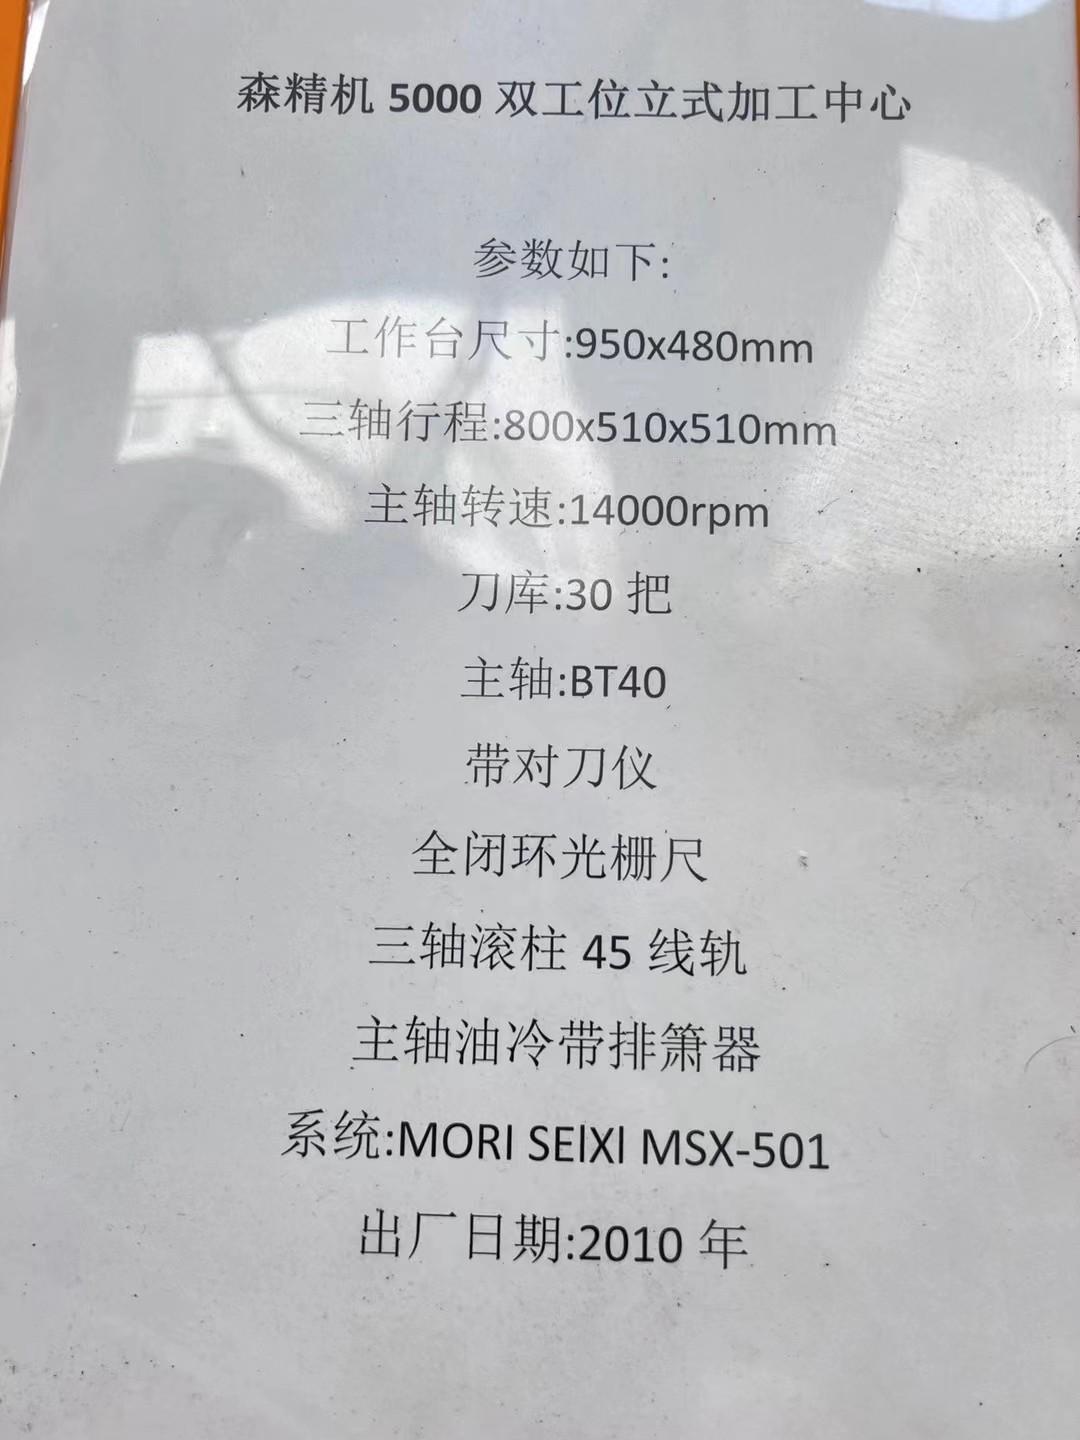 森精机 5000 双工位立式加工中心
参数如下:
工作台尺寸:950x480mm
三轴行程:800x510x510mm
主轴转速:14000rpm
刀库:30 把
主轴:BT40
带对刀仪
全闭环光栅尺
三轴滚柱 45 线轨
主轴油冷带排箫器
系统:MORI SEIXI MSX-501
出厂日期:2010 年